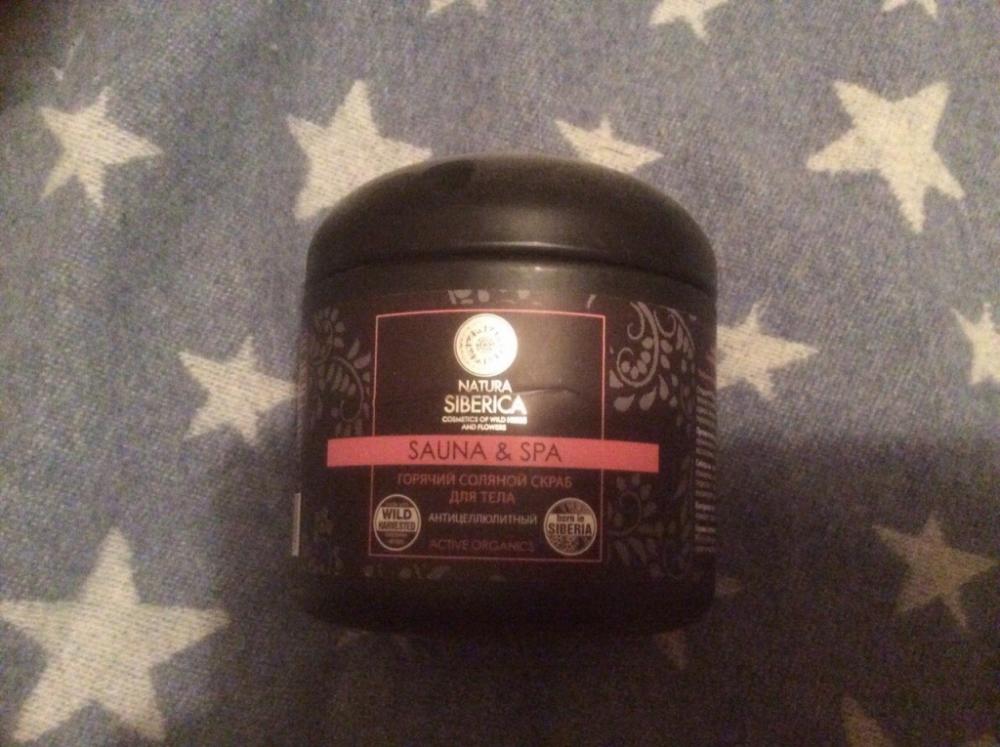 NATURA
SIBERICA
COSMETICS OF WILD HERBS
AND FLOWERS
SAUNA & SPA
ГОРЯЧИЙ СОЛЯНОЙ СКРАБ
ДЛЯ ТЕЛА
WILD
HARVESTED
АНТИЦЕЛЛЮЛИТНЫЙ
born in
SIBERIA
ACTIVE ORGANICS